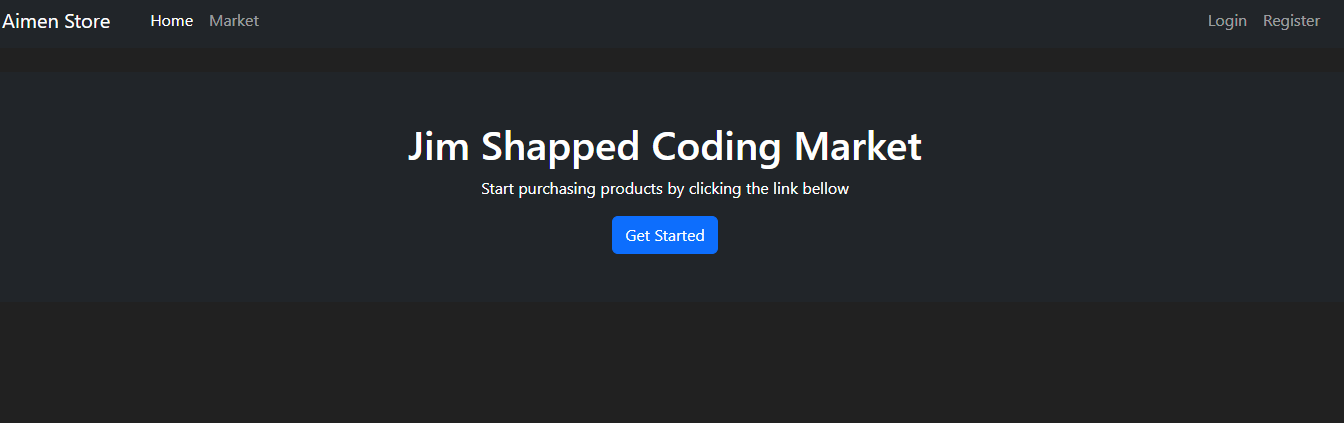 Aimen Store Home Market Login Register
Jim Shapped Coding Market
Start purchasing products by clicking the link bellow
Get Started